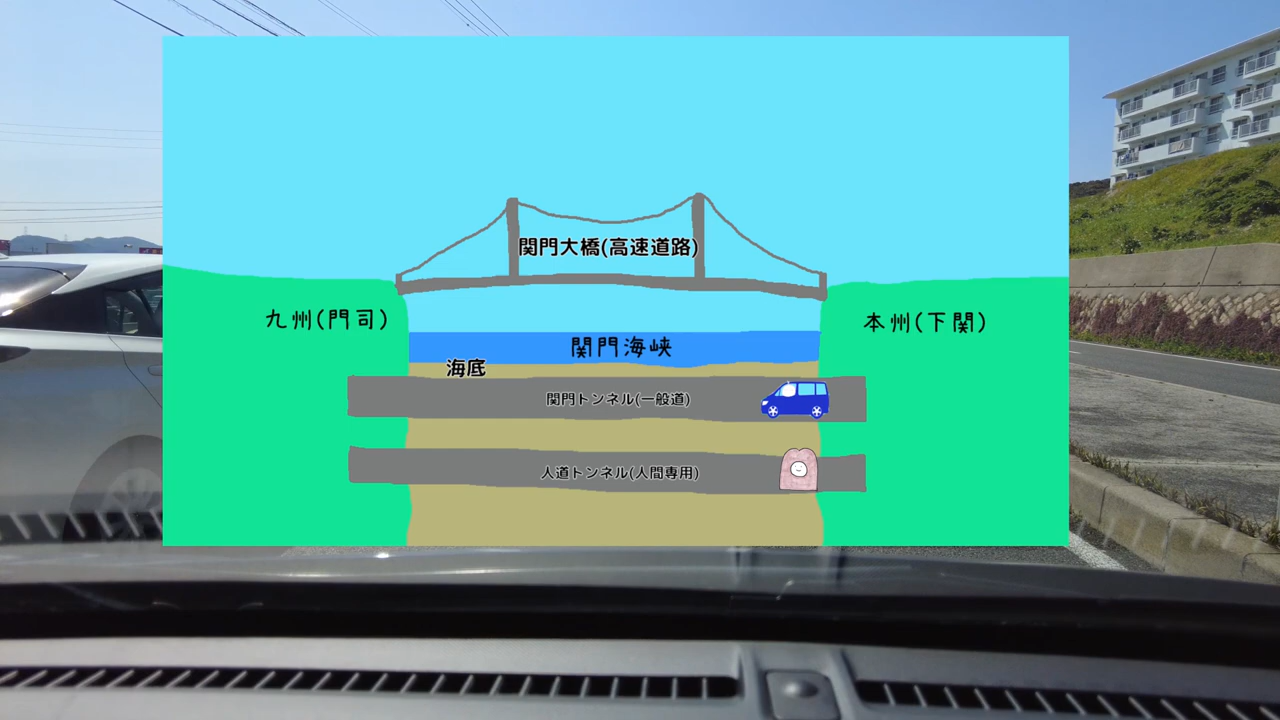 関門大橋(高速道路)
九州(門司)
本州(下関)
関門海峡
海底
関門トンネル(一般道)
人道トンネル(人間専用)